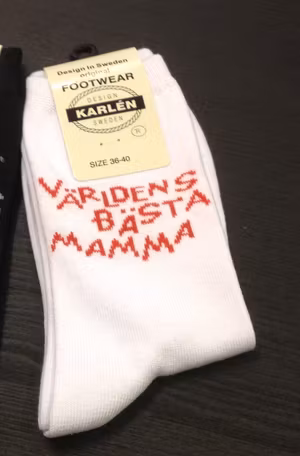 Design in Sweden
original
FOOTWEAR
DESIGN
KARLÉN
SWEDEN
SIZE 36-40
VÄRLDENS
BÄSTA
MAMMA